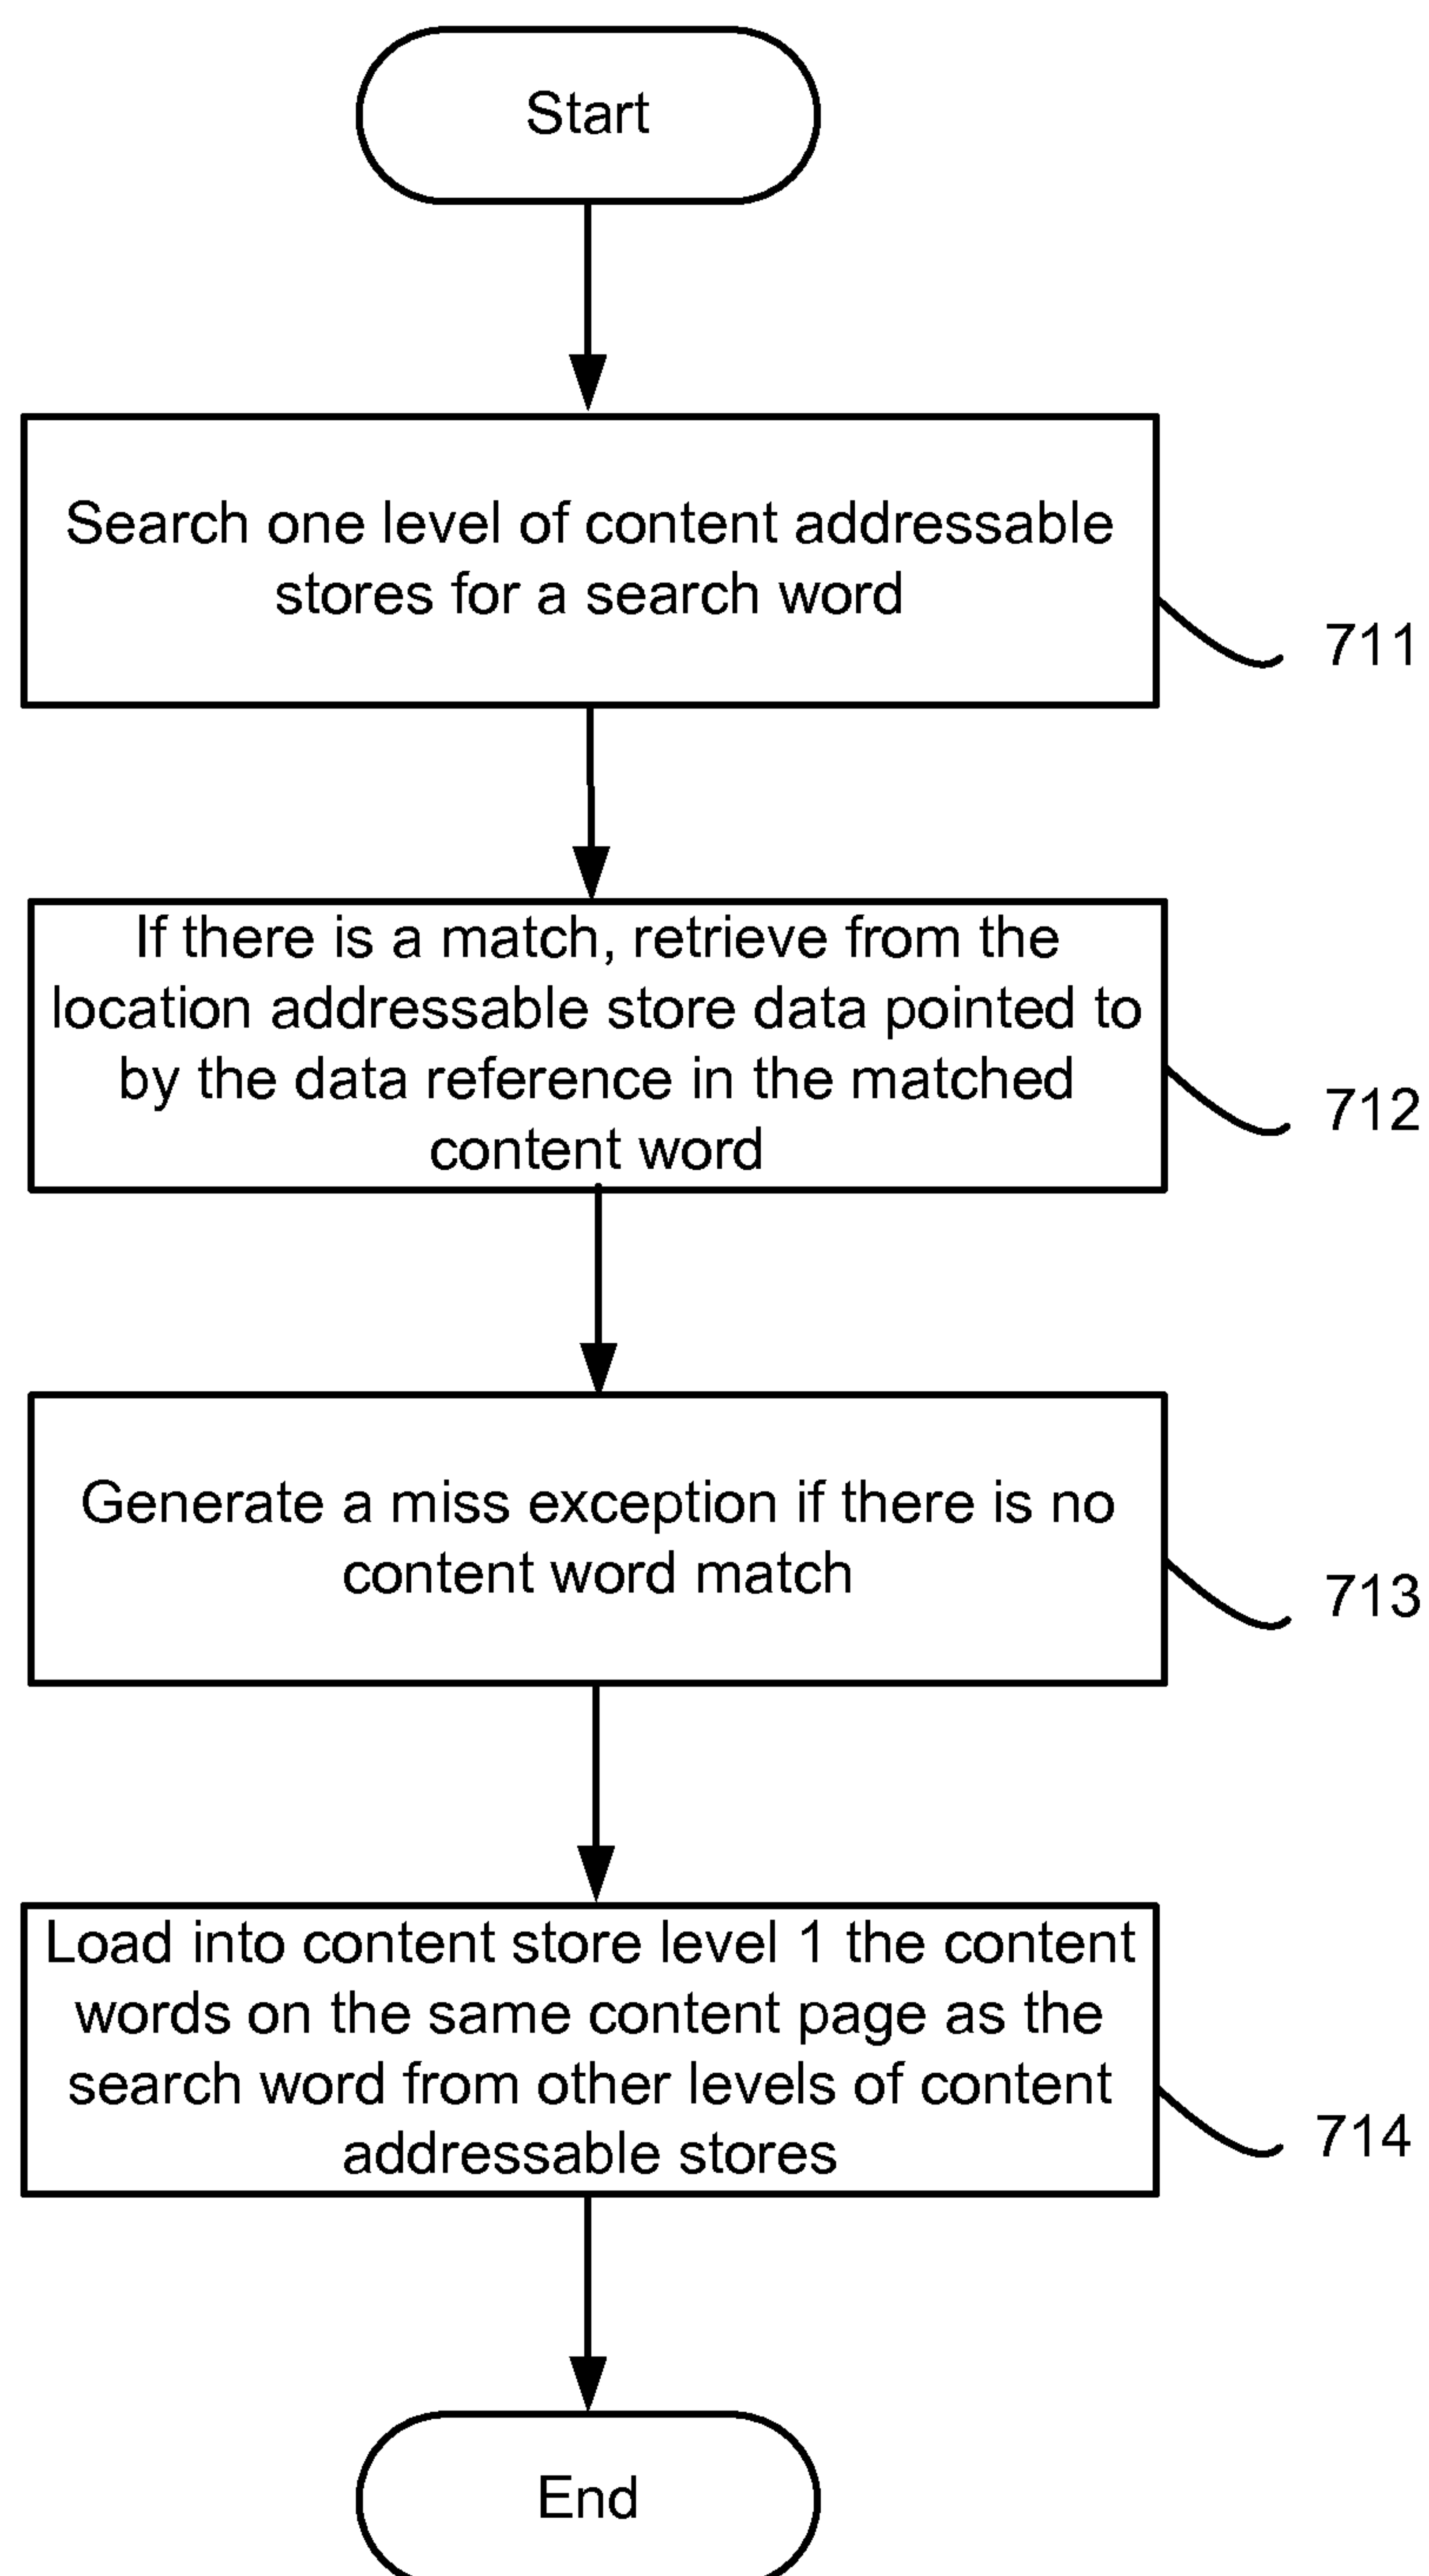 Start
Search one level of content addressable
stores for a search word
711
If there is a match, retrieve from the
location addressable store data pointed to
by the data reference in the matched
content word
712
Generate a miss exception if there is no
content word match
713
Load into content store level 1 the content
words on the same content page as the
search word from other levels of content
addressable stores
714
End